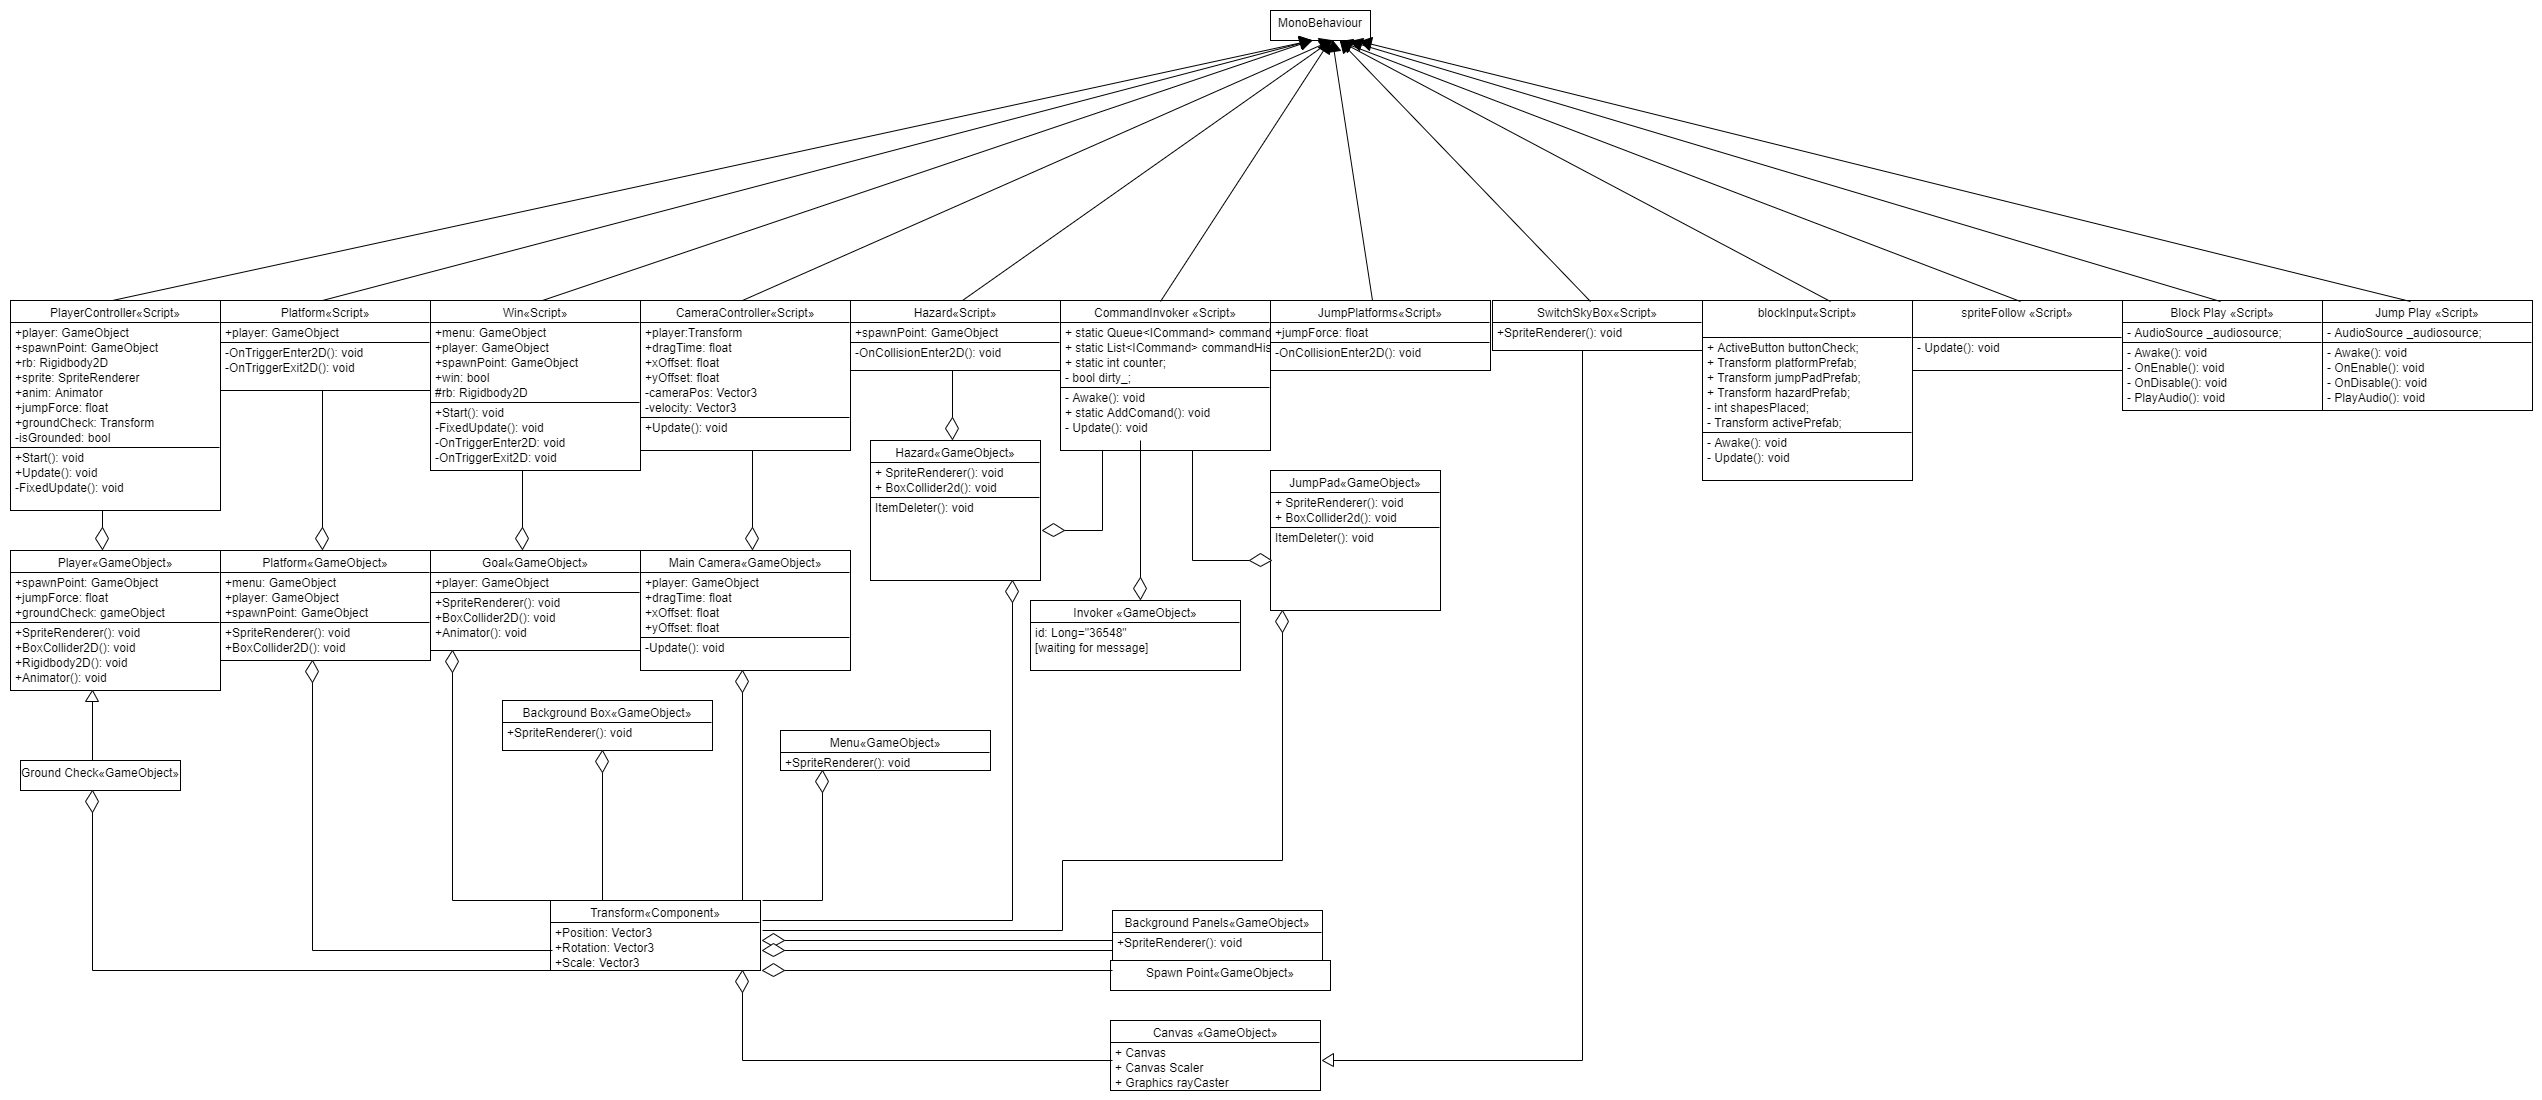 MonoBehaviour
PlayerController«Script»
+player: GameObject
+spawnPoint: GameObject
+rb: Rigidbody2D
+sprite: SpriteRenderer
+anim: Animator
+jumpForce: float
+groundCheck: Transform
-isGrounded: bool
+Start(): void
+Update(): void
-FixedUpdate(): void
Platform«Script»
+player: GameObject
-OnTriggerEnter2D(): void
-OnTriggerExit2D(): void
Win«Script»
+menu: GameObject
+player: GameObject
+spawnPoint: GameObject
+win: bool
#rb: Rigidbody2D
+Start(): void
-FixedUpdate(): void
-OnTriggerEnter2D: void
-OnTriggerExit2D: void
CameraController«Script»
+player:Transform
+dragTime: float
+xOffset: float
+yOffset: float
-cameraPos: Vector3
-velocity: Vector3
+Update(): void
Hazard«Script»
+spawnPoint: GameObject
-OnCollisionEnter2D(): void
CommandInvoker «Script»
+ static Queue<ICommand> command
+ static List<ICommand> commandHis
+ static int counter;
- bool dirty_;
- Awake(): void
+ static AddComand(): void
- Update(): void
JumpPlatforms«Script»
+jumpForce: float
-OnCollisionEnter2D(): void
SwitchSkyBox«Script»
+SpriteRenderer(): void
blockInput«Script»
+ ActiveButton buttonCheck;
+ Transform platformPrefab;
+ Transform jumpPadPrefab;
+ Transform hazardPrefab;
- int shapesPlaced;
- Transform activePrefab;
- Awake(): void
- Update(): void
spriteFollow «Script»
- Update(): void
Block Play «Script»
- AudioSource _audiosource;
- Awake(): void
- OnEnable(): void
- OnDisable(): void
- PlayAudio(): void
Jump Play «Script»
- AudioSource _audiosource;
- Awake(): void
- OnEnable(): void
- OnDisable(): void
- PlayAudio(): void
Hazard«GameObject»
+ SpriteRenderer(): void
+ BoxCollider2d(): void
ItemDeleter(): void
JumpPad«GameObject»
+ SpriteRenderer(): void
+ BoxCollider2d(): void
ItemDeleter(): void
Player«GameObject»
+spawnPoint: GameObject
+jumpForce: float
+groundCheck: gameObject
+SpriteRenderer(): void
+BoxCollider2D(): void
+Rigidbody2D(): void
+Animator(): void
Platform«GameObject»
+menu: GameObject
+player: GameObject
+spawnPoint: GameObject
+SpriteRenderer(): void
+BoxCollider2D(): void
Goal«GameObject»
+player: GameObject
+SpriteRenderer(): void
+BoxCollider2D(): void
+Animator(): void
Main Camera«GameObject»
+player: GameObject
+dragTime: float
+xOffset: float
+yOffset: float
-Update(): void
Invoker «GameObject»
id: Long="36548"
[waiting for message]
Background Box«GameObject»
+SpriteRenderer(): void
Menu«GameObject»
+SpriteRenderer(): void
Ground Check«GameObject»
Transform«Component»
+Position: Vector3
+Rotation: Vector3
+Scale: Vector3
Background Panels«GameObject»
+SpriteRenderer(): void
Spawn Point«GameObject»
Canvas «GameObject»
+ Canvas
+ Canvas Scaler
+ Graphics rayCaster